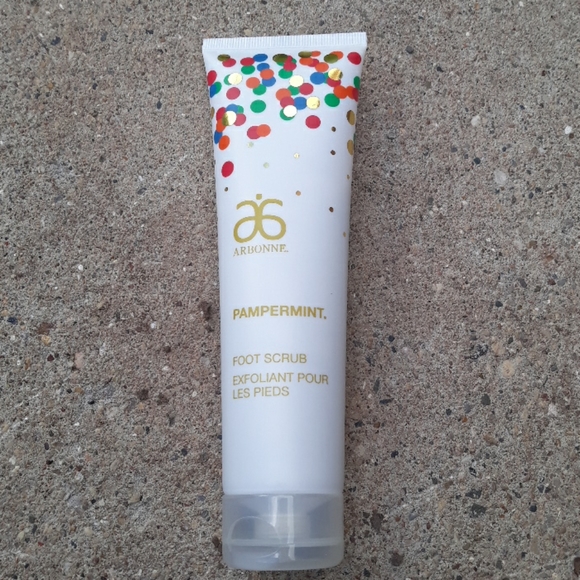 ARBONNE.
PAMPERMINT.
FOOT SCRUB
EXFOLIANT POUR
LES PIEDS